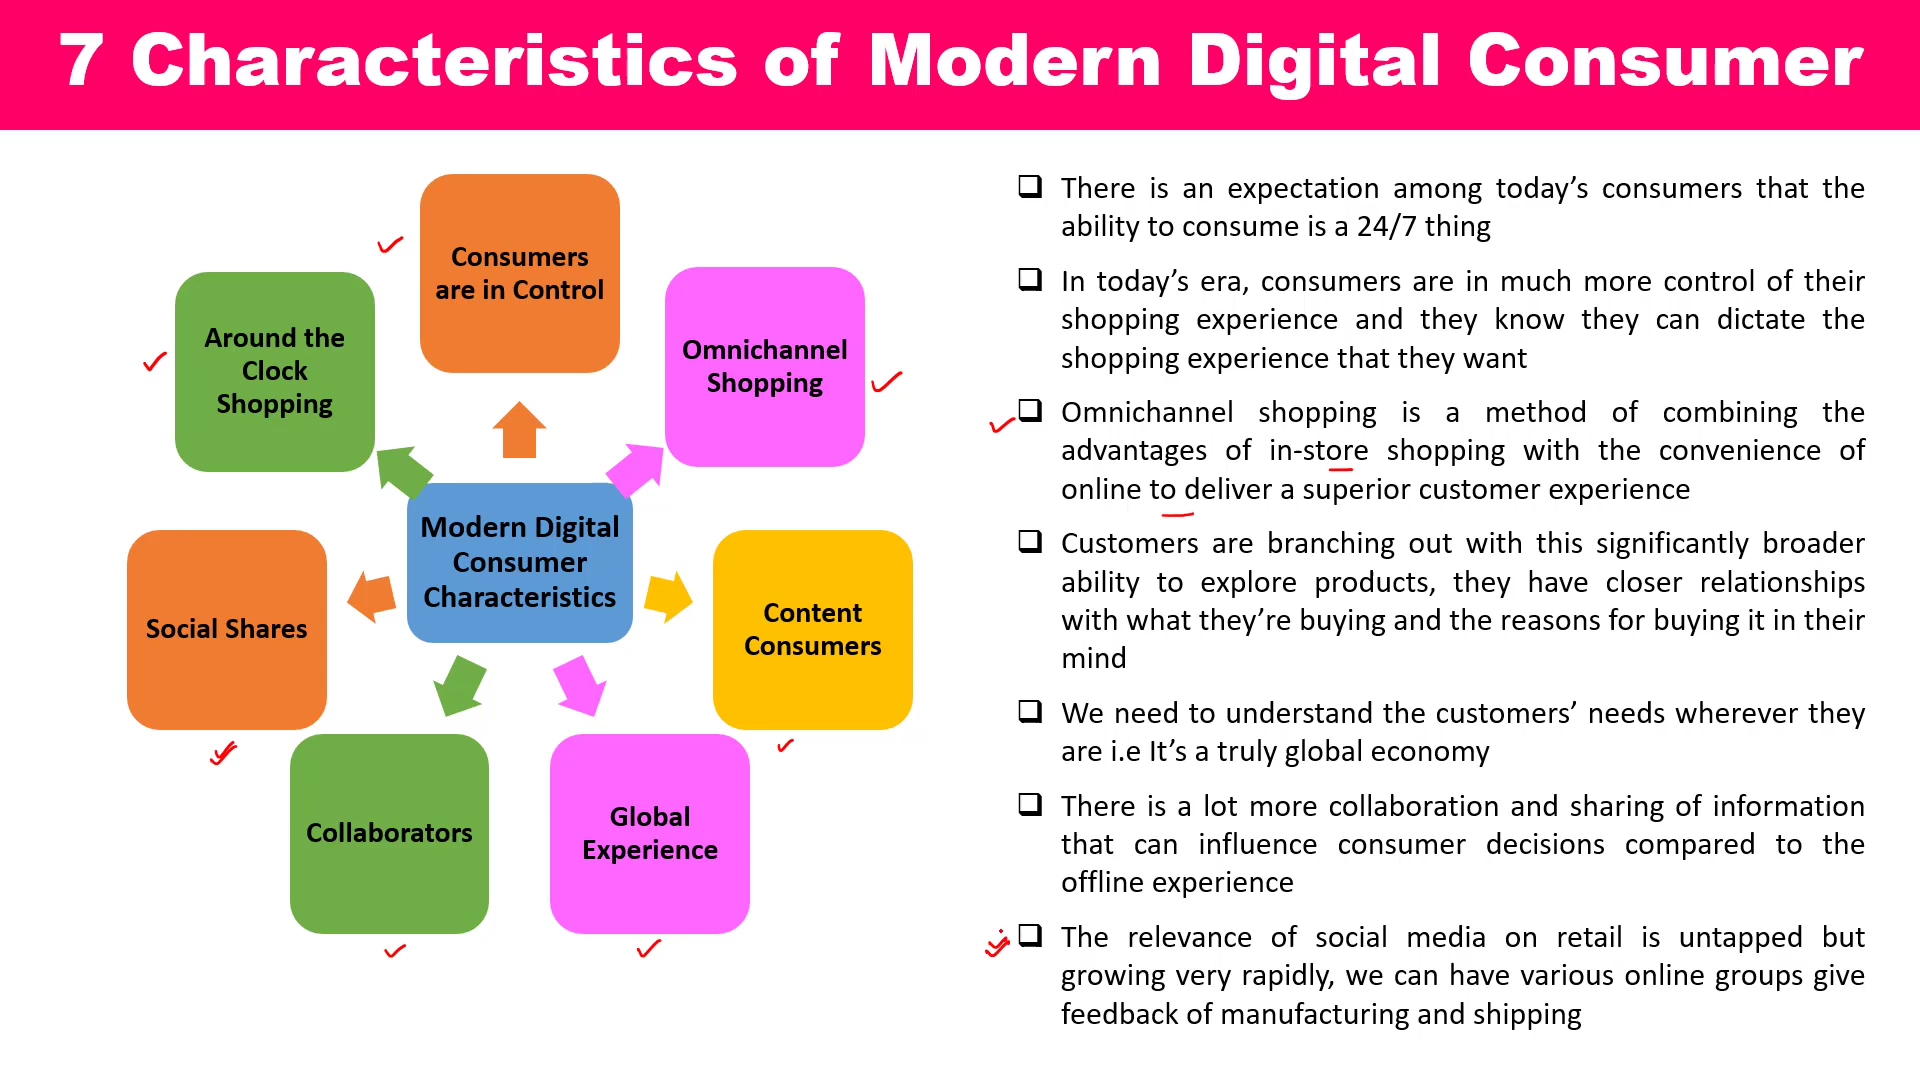 7 Characteristics of Modern Digital Consumer
Consumers
are in Control
Around the
Clock
Shopping
Omnichannel
Shopping
Modern Digital
Consumer
Characteristics
Social Shares
Content
Consumers
Collaborators
Global
Experience
There is an expectation among today’s consumers that the
ability to consume is a 24/7 thing
In today’s era, consumers are in much more control of their
shopping experience and they know they can dictate the
shopping experience that they want
Omnichannel shopping is a method of combining the
advantages of in-store shopping with the convenience of
online to deliver a superior customer experience
Customers are branching out with this significantly broader
ability to explore products, they have closer relationships
with what they’re buying and the reasons for buying it in their
mind
We need to understand the customers’ needs wherever they
are i.e It’s a truly global economy
There is a lot more collaboration and sharing of information
that can influence consumer decisions compared to the
offline experience
The relevance of social media on retail is untapped but
growing very rapidly, we can have various online groups give
feedback of manufacturing and shipping